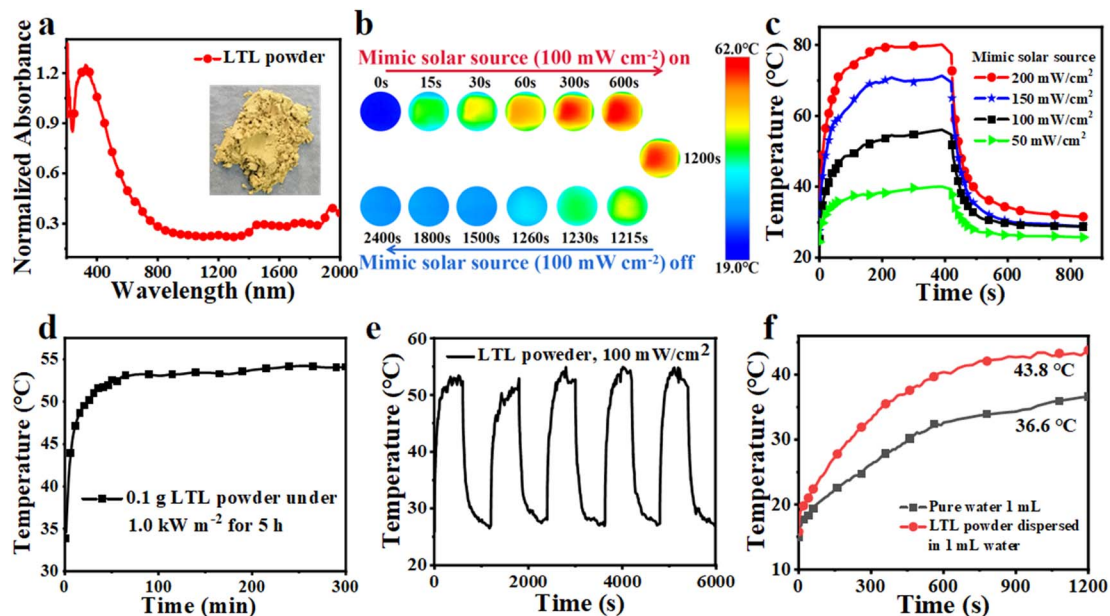 a
Normalized Absorbance
1.2
0.9
0.6
0.3
LTL powder
400
800
1200
1600
2000
Wavelength (nm)
b
Mimic solar source (100 mW cm-2) on
0s 15s 30s 60s 300s 600s
1200s
2400s 1800s 1500s 1260s 1230s 1215s
Mimic solar source (100 mW cm-2) off
62.0℃
19.0℃
c
Temperature (℃)
80
60
40
20
Mimic solar source
200 mW/cm2
150 mW/cm2
100 mW/cm2
50 mW/cm2
0 200 400 600 800
Time (s)
d
Temperature (℃)
55
50
45
40
35
30
0.1 g LTL powder under
1.0 kW m-2 for 5 h
0 50 100 150 200 250 300
Time (min)
e
Temperature (℃)
60
50
40
30
20
LTL poweder, 100 mW/cm2
0 2000 4000 6000
Time (s)
f
Temperature (℃)
40
30
20
10
43.8 ℃
36.6 ℃
Pure water 1 mL
LTL powder dispersed
in 1 mL water
0 300 600 900 1200
Time (s)